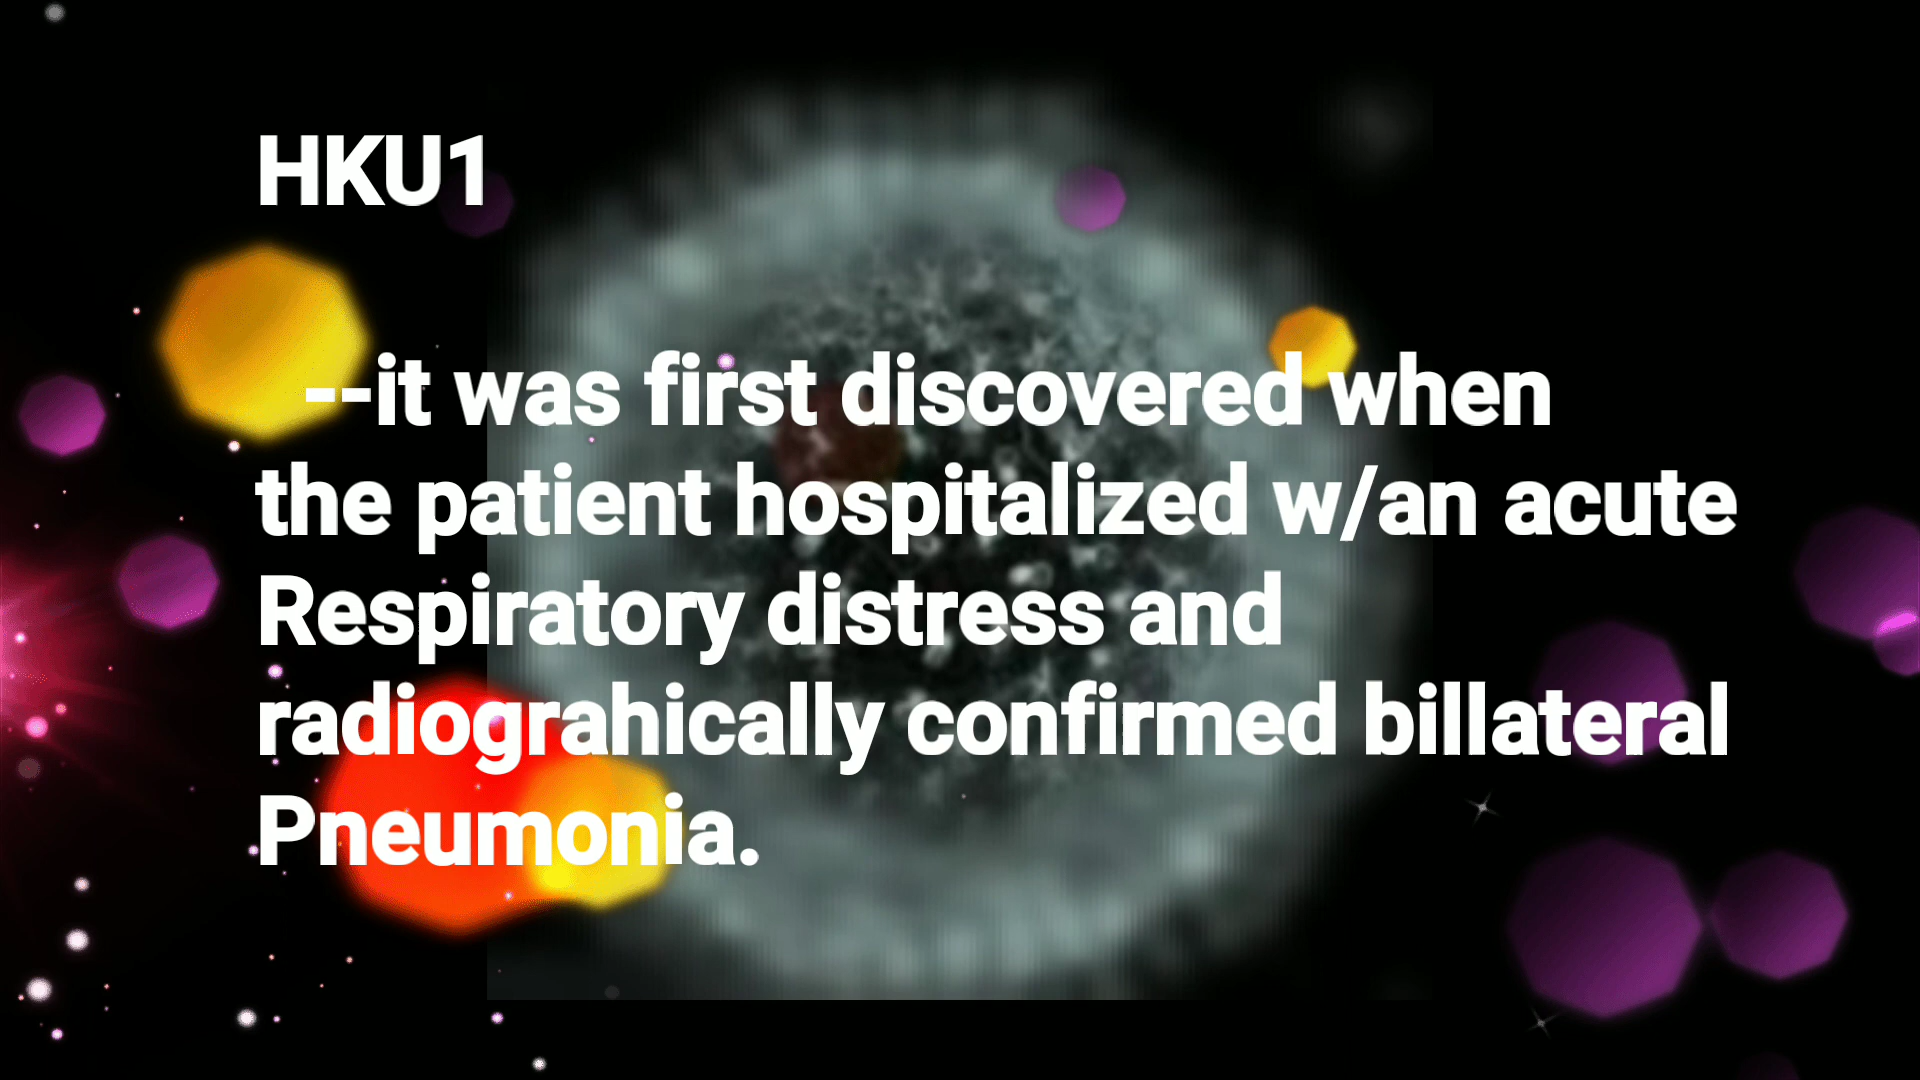 HKU1
--it was first discovered when
the patient hospitalized w/an acute
Respiratory distress and
radiograhically confirmed billateral
Pneumonia.